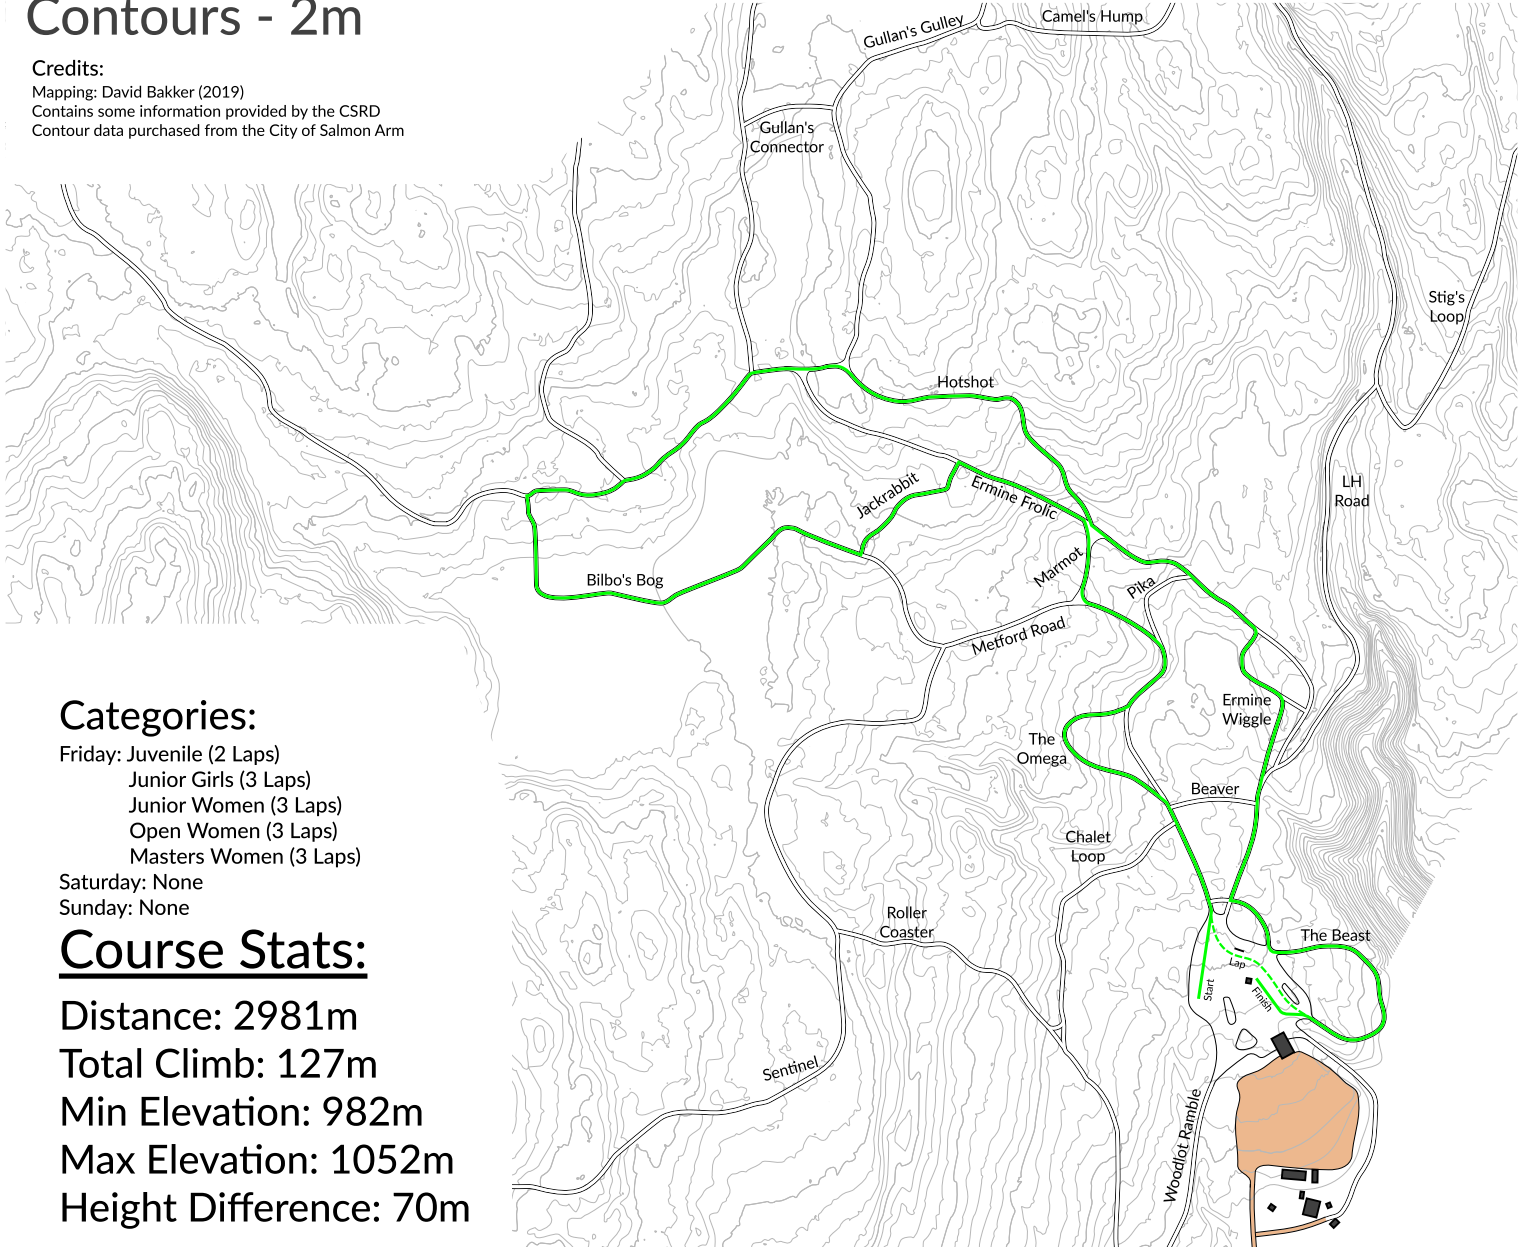 Contours - 2m
Credits:
Mapping: David Bakker (2019)
Contains some information provided by the CSRD
Contour data purchased from the City of Salmon Arm
Camel's Hump
Gullan's Gulley
Gullan's
Connector
Stig's
Loop
Hotshot
LH
Road
Jackrabbit
Ermine Frolic
Marmot
Pika
Bilbo's Bog
Metford Road
Ermine
Wiggle
The
Omega
Beaver
Chalet
Loop
Roller
Coaster
The Beast
Lap
Start
Finish
Sentinel
Woodlot Ramble
Categories:
Friday: Juvenile (2 Laps)
Junior Girls (3 Laps)
Junior Women (3 Laps)
Open Women (3 Laps)
Masters Women (3 Laps)
Saturday: None
Sunday: None
Course Stats:
Distance: 2981m
Total Climb: 127m
Min Elevation: 982m
Max Elevation: 1052m
Height Difference: 70m